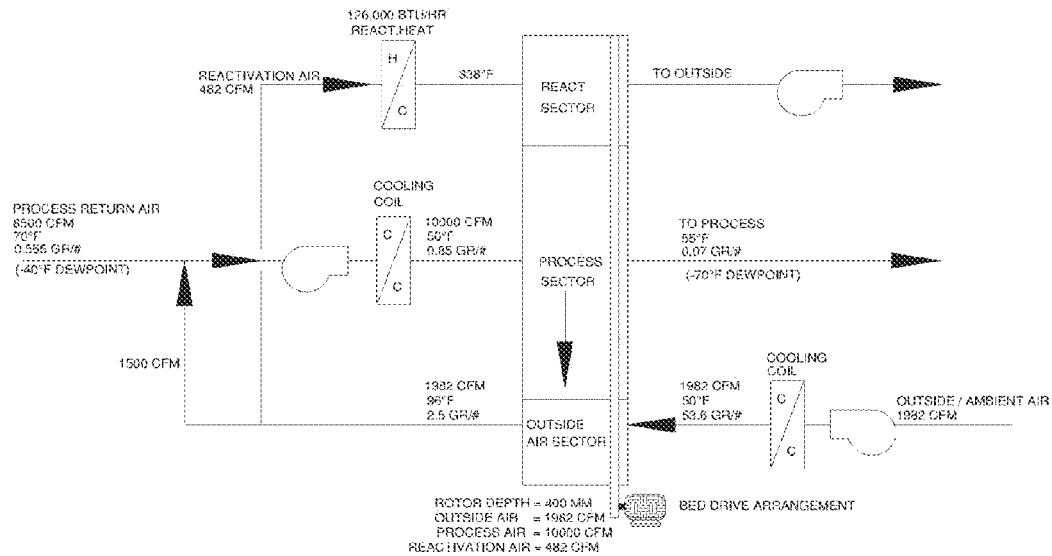 126,000 BTU/HR
REACT.HEAT
H
C
REACTIVATION AIR
482 CFM
338°F
REACT
SECTOR
TO OUTSIDE
PROCESS RETURN AIR
8500 CFM
70°F
0.555 GR/#
(-40°F DEWPOINT)
COOLING
COIL
C
C
10000 CFM
50°F
0.85 GR/#
PROCESS
SECTOR
TO PROCESS
55°F
0.07 GR/#
(-70°F DEWPOINT)
1500 CFM
1982 CFM
96°F
2.5 GR/#
OUTSIDE
AIR SECTOR
1982 CFM
50°F
53.6 GR/#
COOLING
COIL
C
C
OUTSIDE / AMBIENT AIR
1982 CFM
ROTOR DEPTH = 400 MM
OUTSIDE AIR = 1982 CFM
PROCESS AIR = 10000 CFM
REACTIVATION AIR = 482 CFM
BED DRIVE ARRANGEMENT